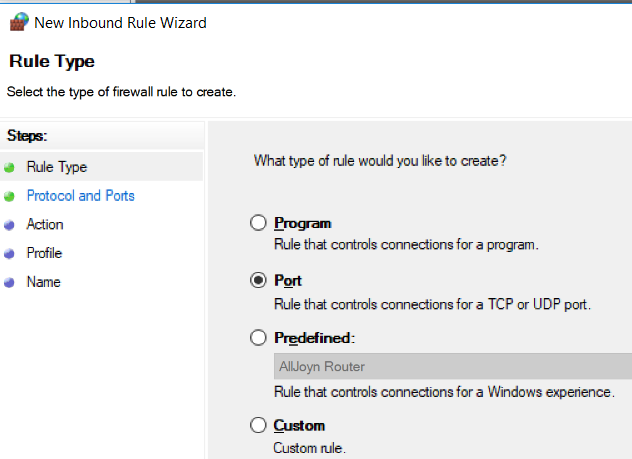 New Inbound Rule Wizard
Rule Type
Select the type of firewall rule to create.
Steps:
Rule Type
Protocol and Ports
Action
Profile
Name
What type of rule would you like to create?
Program
Rule that controls connections for a program.
Port
Rule that controls connections for a TCP or UDP port.
Predefined:
AllJoyn Router
Rule that controls connections for a Windows experience.
Custom
Custom rule.